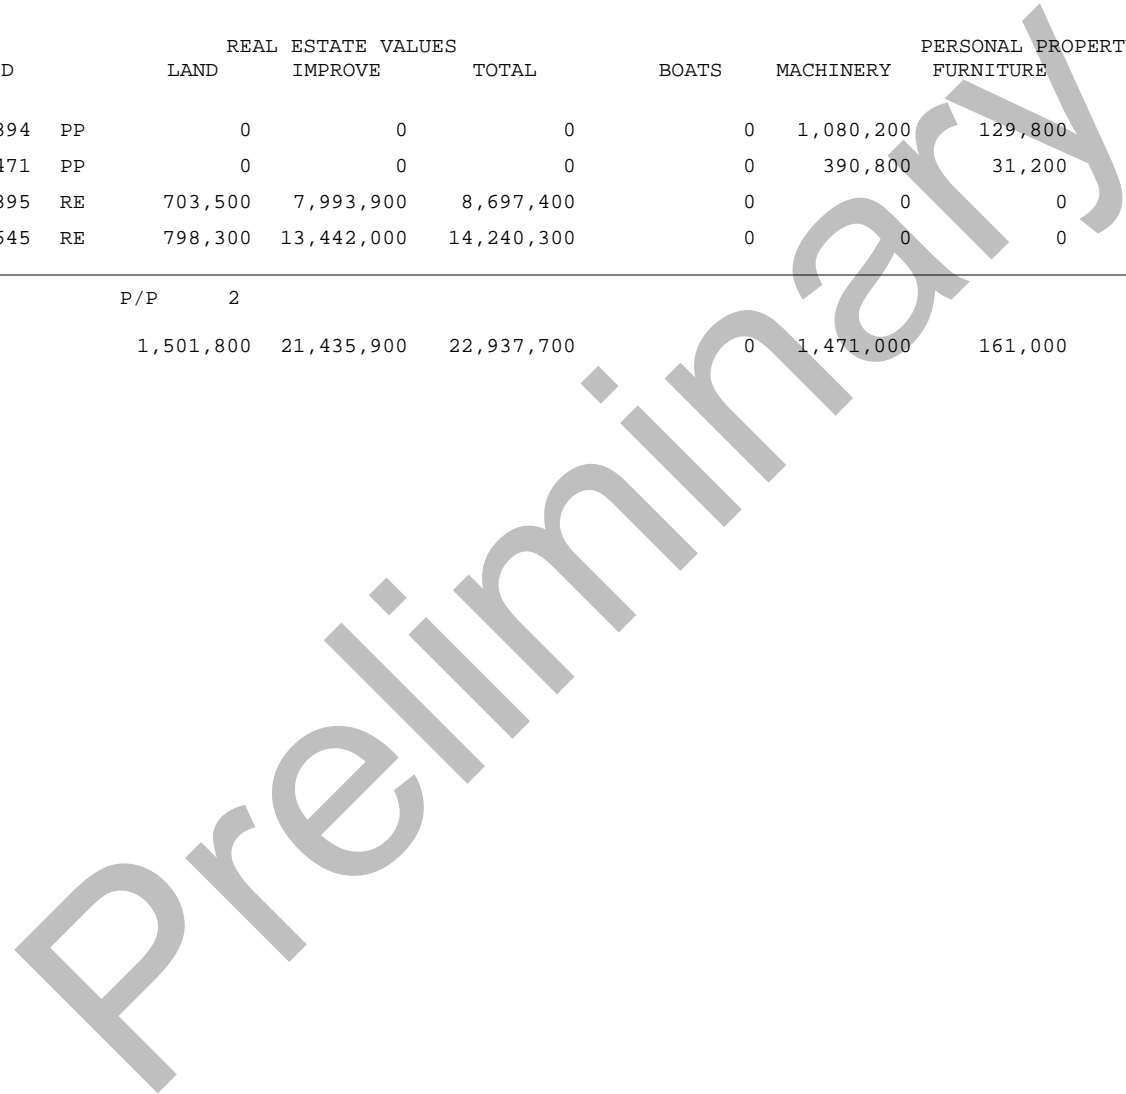 REAL ESTATE VALUES PERSONAL PROPERT
D LAND IMPROVE TOTAL BOATS MACHINERY FURNITURE
394 PP 0 0 0 0 1,080,200 129,800
471 PP 0 0 0 0 390,800 31,200
395 RE 703,500 7,993,900 8,697,400 0 0 0
545 RE 798,300 13,442,000 14,240,300 0 0 0
P/P 2
1,501,800 21,435,900 22,937,700 0 1,471,000 161,000
Preliminary